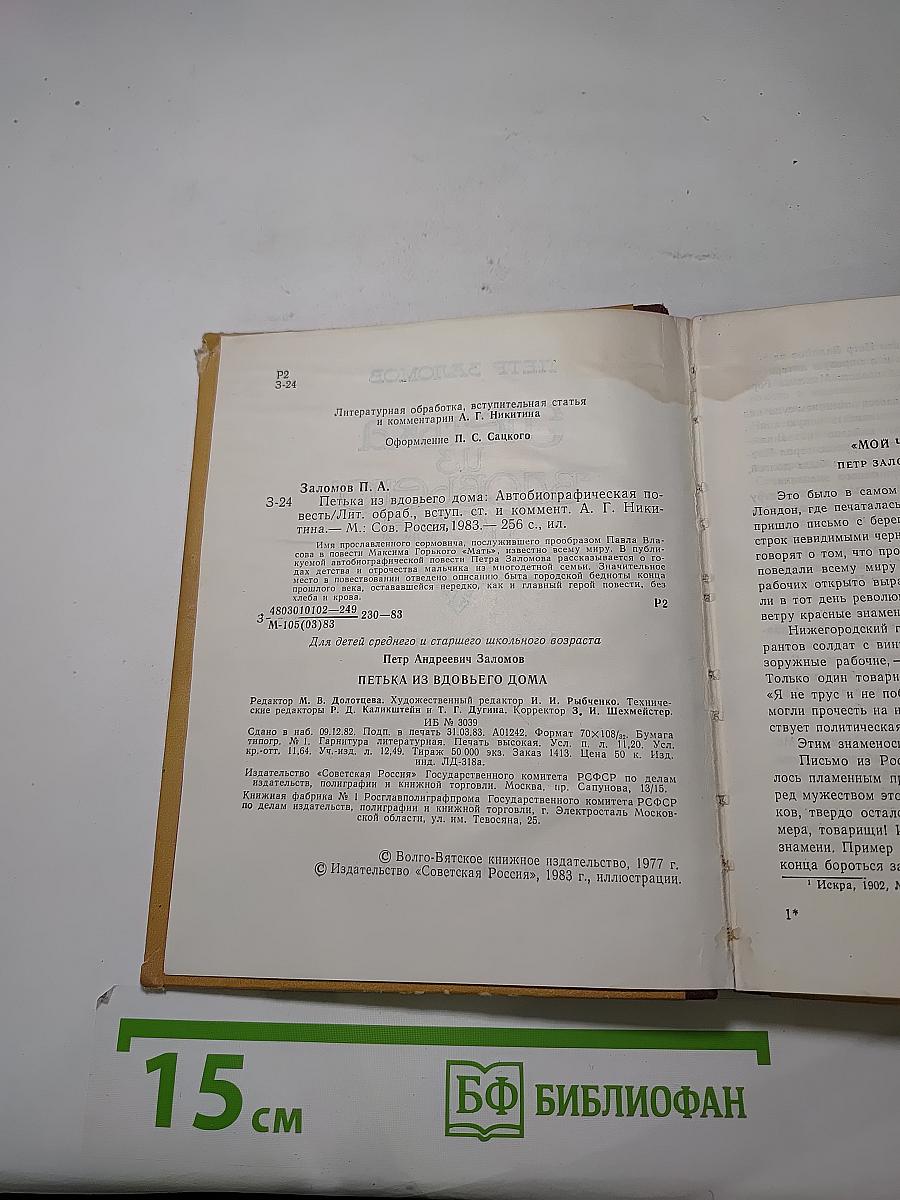 Р2
З-24
Литературная обработка, вступительная статья
и комментарии А. Г. Никитина
Оформление П. С. Сацкого
Заломов П. А.
З-24 Петька из вдовьего дома: Автобиографическая по-
весть/Лит. обраб., вступ. ст. и коммент. А. Г. Ники-
тина.— М.: Сов. Россия, 1983.— 256 с., ил.
Имя прославленного сормовича, послужившего прообразом Павла Вла-
сова в повести Максима Горького «Мать», известно всему миру. В публи-
куемой автобиографической повести Петра Заломова рассказывается о го-
дах детства и отрочества мальчика из многодетной семьи. Значительное
место в повествовании отведено описанию быта городской бедноты конца
прошлого века, остававшейся нередко, как и главный герой повести, без
хлеба и крова.
З 4803010102—249 230—83 Р2
М-105(03)83
Для детей среднего и старшего школьного возраста
Петр Андреевич Заломов
ПЕТЬКА ИЗ ВДОВЬЕГО ДОМА
Редактор М. В. Долотцева. Художественный редактор И. И. Рыбченко. Техниче-
ские редакторы Р. Д. Каликштейн и Т. Г. Дугина. Корректор З. И. Шехмейстер.
ИБ № 3039
Сдано в наб. 09.12.82. Подп. в печать 31.03.83. А01242. Формат 70×108/32. Бумага
типогр. № 1. Гарнитура литературная. Печать высокая. Усл. п. л. 11,20. Усл.
кр.-отт. 11,64. Уч.-изд. л. 12,49. Тираж 50 000 экз. Заказ 1413. Цена 50 к. Изд.
инд. ЛД-318а.
Издательство «Советская Россия» Государственного комитета РСФСР по делам
издательств, полиграфии и книжной торговли. Москва, пр. Сапунова, 13/15.
Книжная фабрика № 1 Росглавполиграфпрома Государственного комитета РСФСР
по делам издательств, полиграфии и книжной торговли, г. Электросталь Москов-
ской области, ул. им. Тевосяна, 25.
© Волго-Вятское книжное издательство, 1977 г.
© Издательство «Советская Россия», 1983 г., иллюстрации.
«МОЙ Ч
ПЕТР ЗАЛО
Это было в самом
Лондон, где печаталась
пришло письмо с берег
строк невидимыми черн
говорят о том, что про
поведали всему миру
рабочих открыто выра
ли в тот день револю
ветру красные знамен
Нижегородский г
рантов солдат с винт
зоружные рабочие,—
Только один товарищ
«Я не трус и не поб
могли прочесть на н
ствует политическая
Этим знаменос
Письмо из Рос
лось пламенным пр
ред мужеством это
ков, твердо остал
мера, товарищи! И
знамени. Пример
конца бороться за
¹ Искра, 1902, №
1*
15 см
БФ БИБЛИОФАН